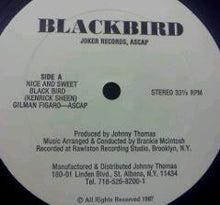 BLACKBIRD
JOKER RECORDS, ASCAP
SIDE A
NICE AND SWEET
BLACK BIRD
(KENRICK SHEEN)
GILMAN FIGARO—ASCAP
STEREO 33⅓ RPM
Produced by Johnny Thomas
Music Arranged & Conducted by Frankie McIntosh
Recorded at Rawlston Recording Studio, Brooklyn, N.Y.
Manufactured & Distributed Johnny Thomas
180-01 Linden Blvd., St. Albans, N.Y. 11434
Tel. 718-526-8200-1
All Rights Reserved 1987